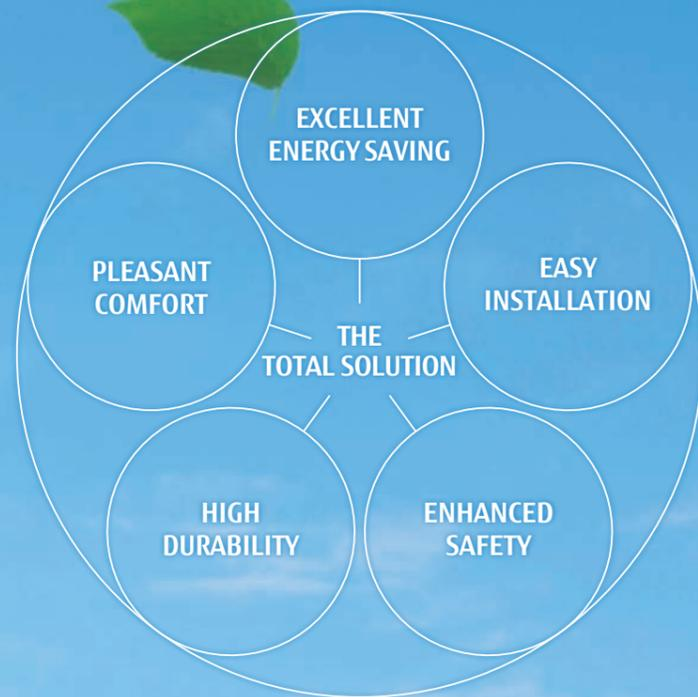 EXCELLENT
ENERGY SAVING
PLEASANT
COMFORT
EASY
INSTALLATION
THE
TOTAL SOLUTION
HIGH
DURABILITY
ENHANCED
SAFETY